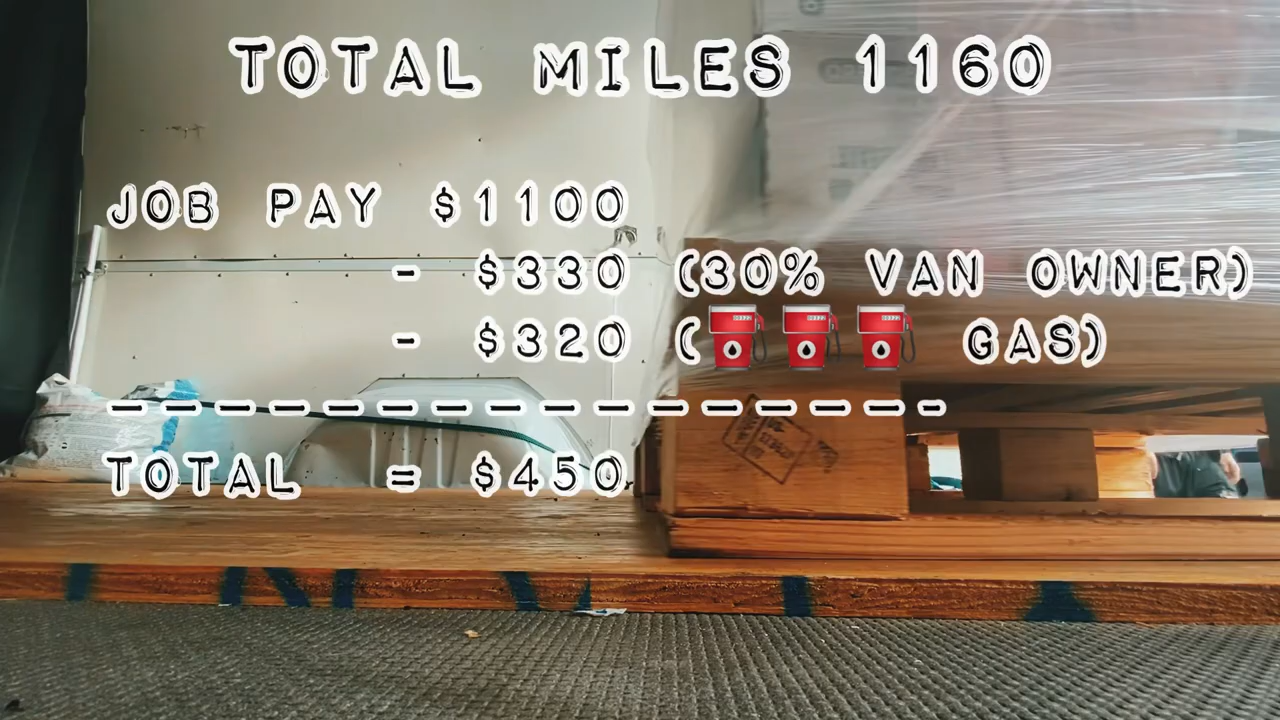 TOTAL MILES 1160
JOB PAY $1100
- $330 (30% VAN OWNER)
- $320 (⛽⛽⛽ GAS)
----------------
TOTAL = $450